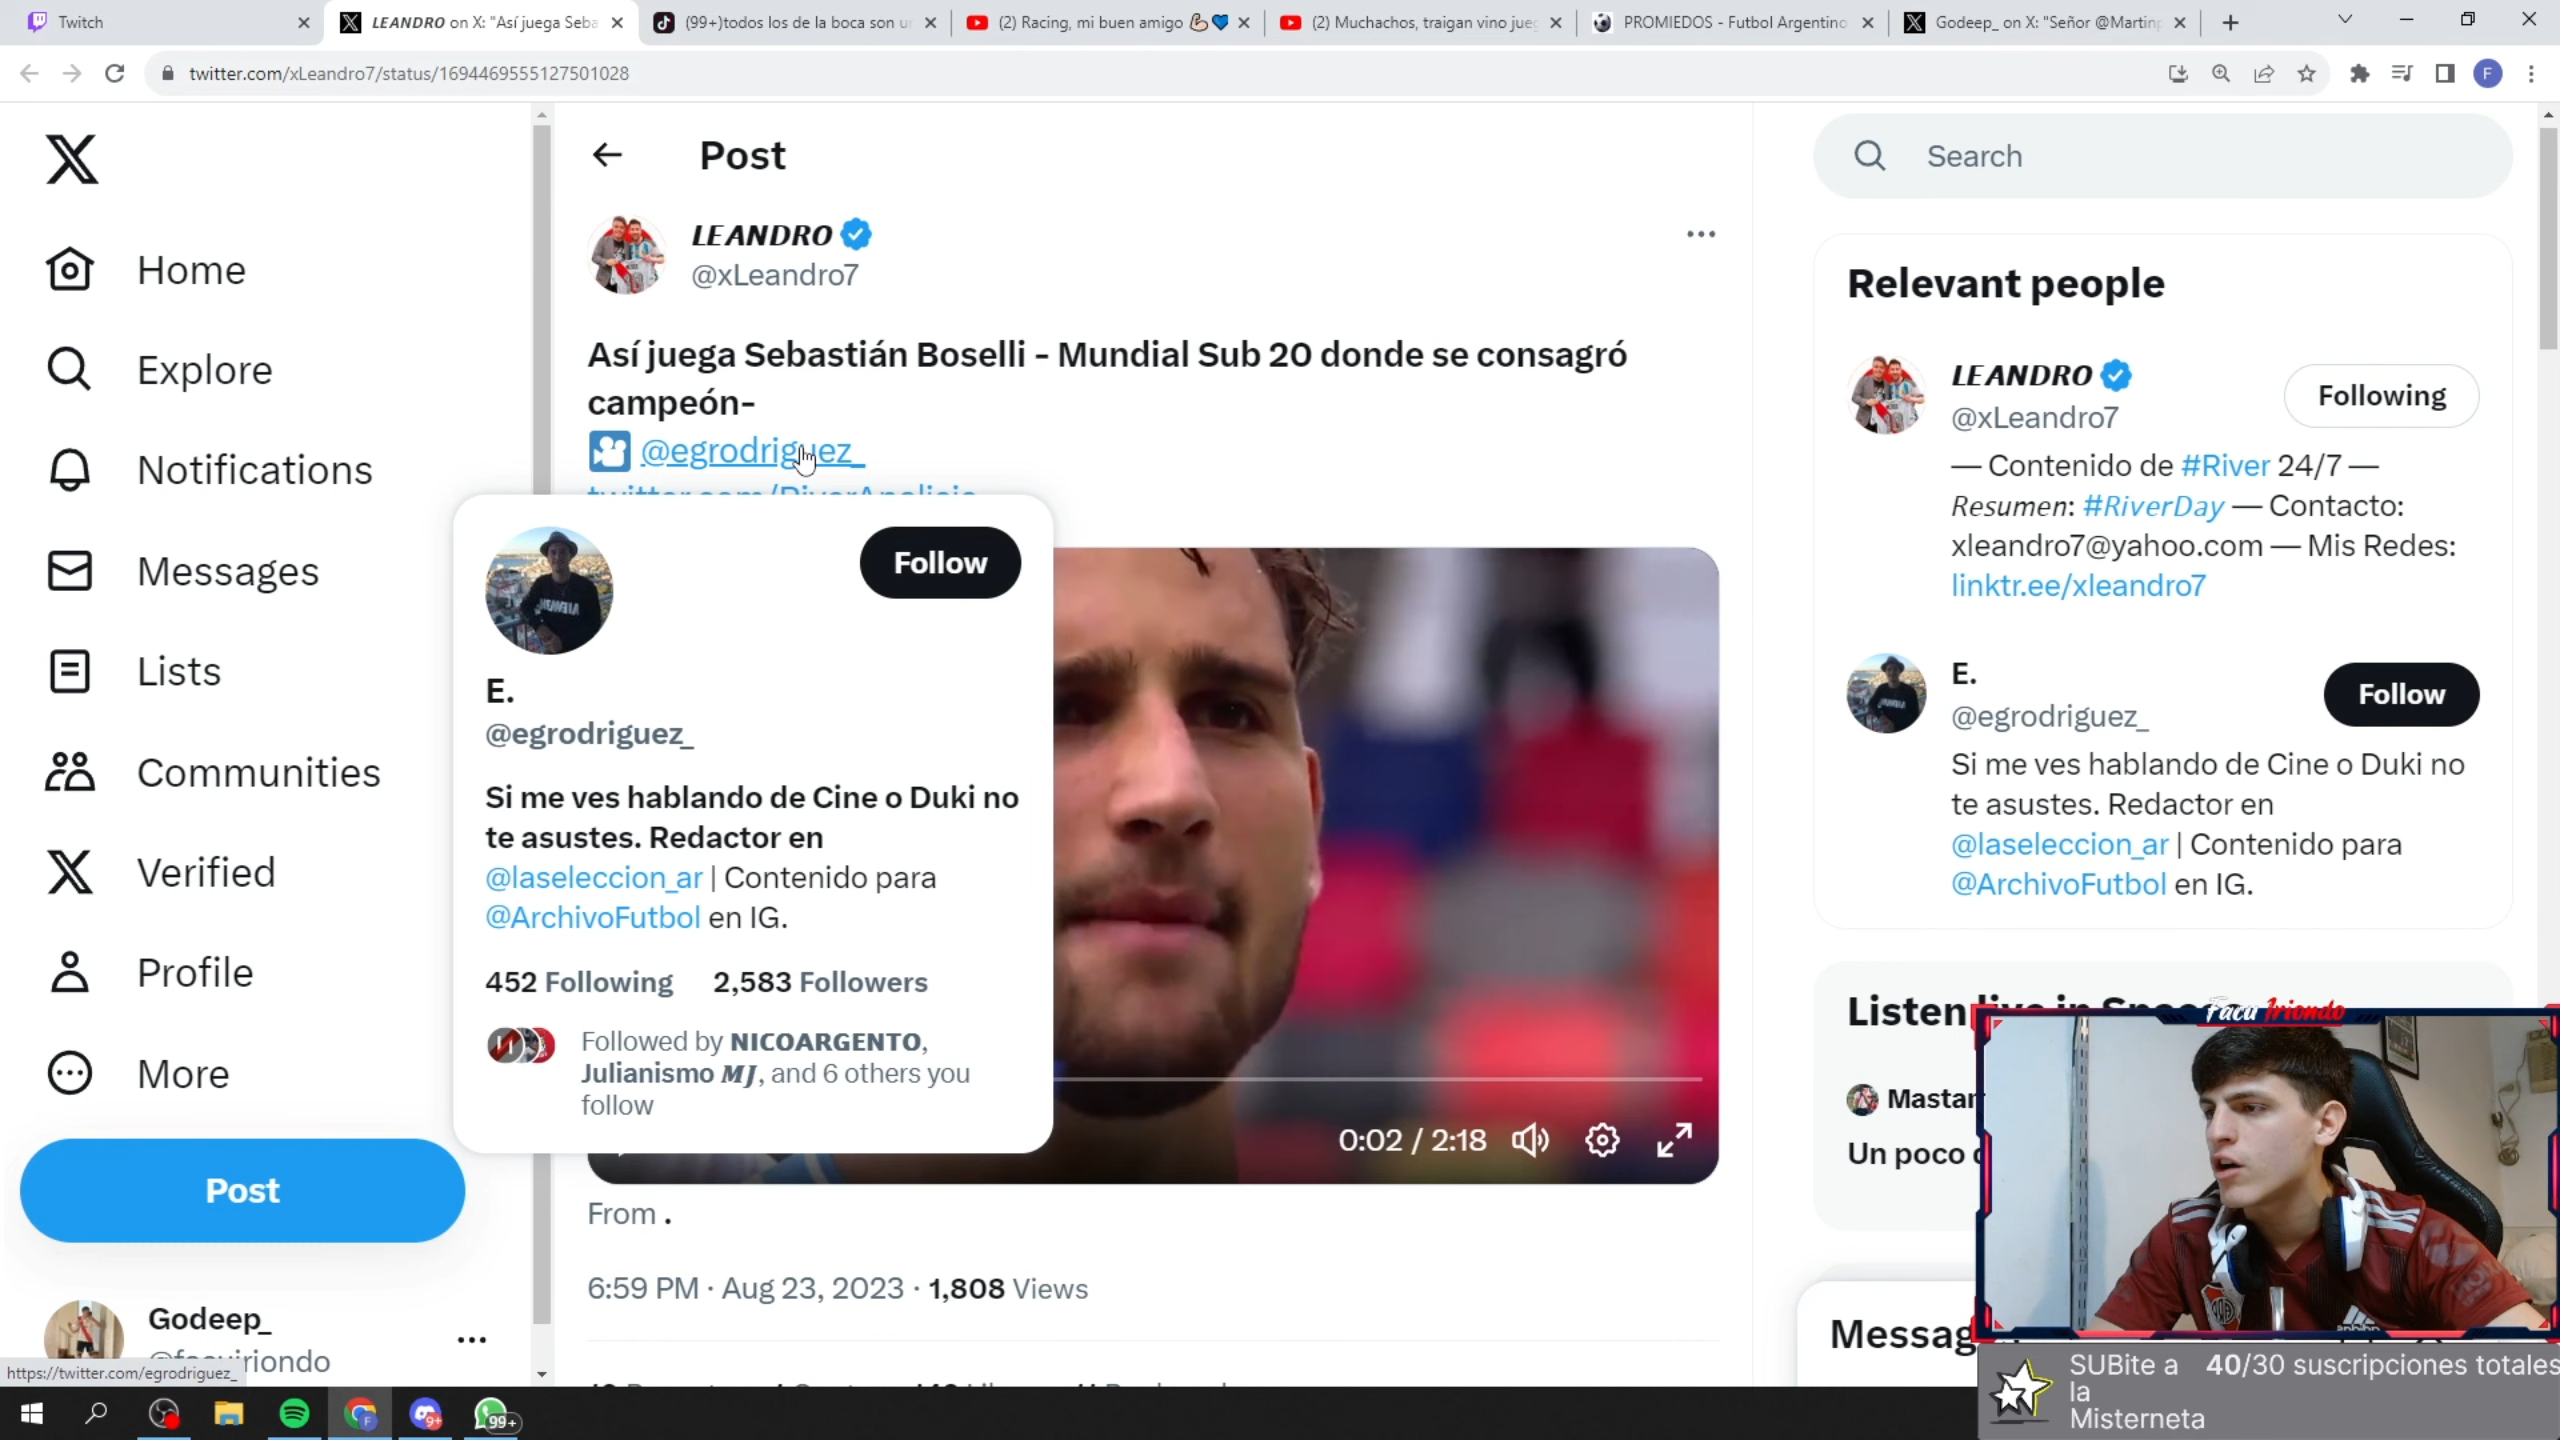 Twitch
LEANDRO on X: "Así juega Seba
(99+)todos los de la boca son un
(2) Racing, mi buen amigo 💪💙
(2) Muchachos, traigan vino jueg
PROMIEDOS - Futbol Argentino
Godeep_ on X: "Señor @Martinp
twitter.com/xLeandro7/status/1694469555127501028
F
Home
Explore
Notifications
Messages
Lists
Communities
Verified
Profile
More
Post
Godeep_
@facuiriondo
https://twitter.com/egrodriguez_
Post
LEANDRO
@xLeandro7
Así juega Sebastián Boselli - Mundial Sub 20 donde se consagró
campeón-
🎥 @egrodriguez_
twitter.com/RiverAnalisis
Follow
E.
@egrodriguez_
Si me ves hablando de Cine o Duki no
te asustes. Redactor en
@laseleccion_ar | Contenido para
@ArchivoFutbol en IG.
452 Following 2,583 Followers
Followed by NICOARGENTO,
Julianismo MJ, and 6 others you
follow
0:02 / 2:18
From .
6:59 PM · Aug 23, 2023 · 1,808 Views
Search
Relevant people
LEANDRO
@xLeandro7
Following
— Contenido de #River 24/7 —
Resumen: #RiverDay — Contacto:
xleandro7@yahoo.com — Mis Redes:
linktr.ee/xleandro7
E.
@egrodriguez_
Follow
Si me ves hablando de Cine o Duki no
te asustes. Redactor en
@laseleccion_ar | Contenido para
@ArchivoFutbol en IG.
Listen live in Spaces
Mastan
Un poco
Messag
Facu Iriondo
SUBite a
la
Misterneta
40/30 suscripciones totales
9+
99+